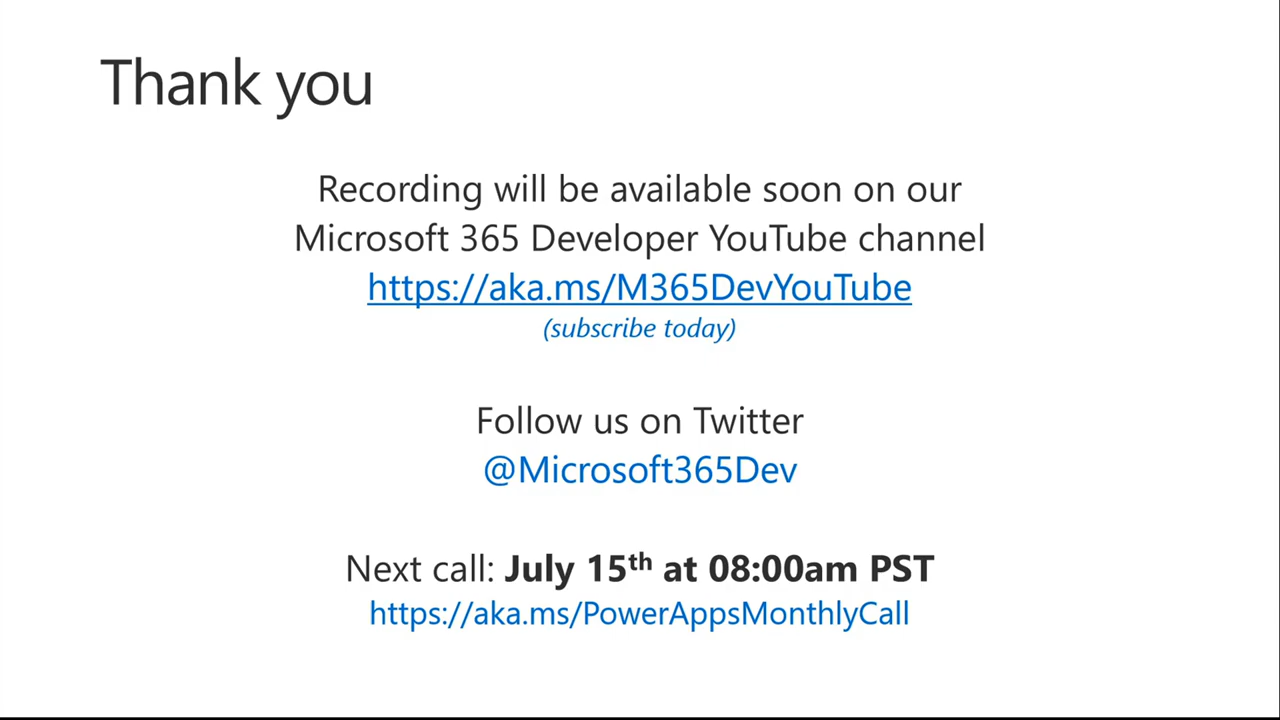 Thank you
Recording will be available soon on our
Microsoft 365 Developer YouTube channel
https://aka.ms/M365DevYouTube
(subscribe today)
Follow us on Twitter
@Microsoft365Dev
Next call: July 15th at 08:00am PST
https://aka.ms/PowerAppsMonthlyCall